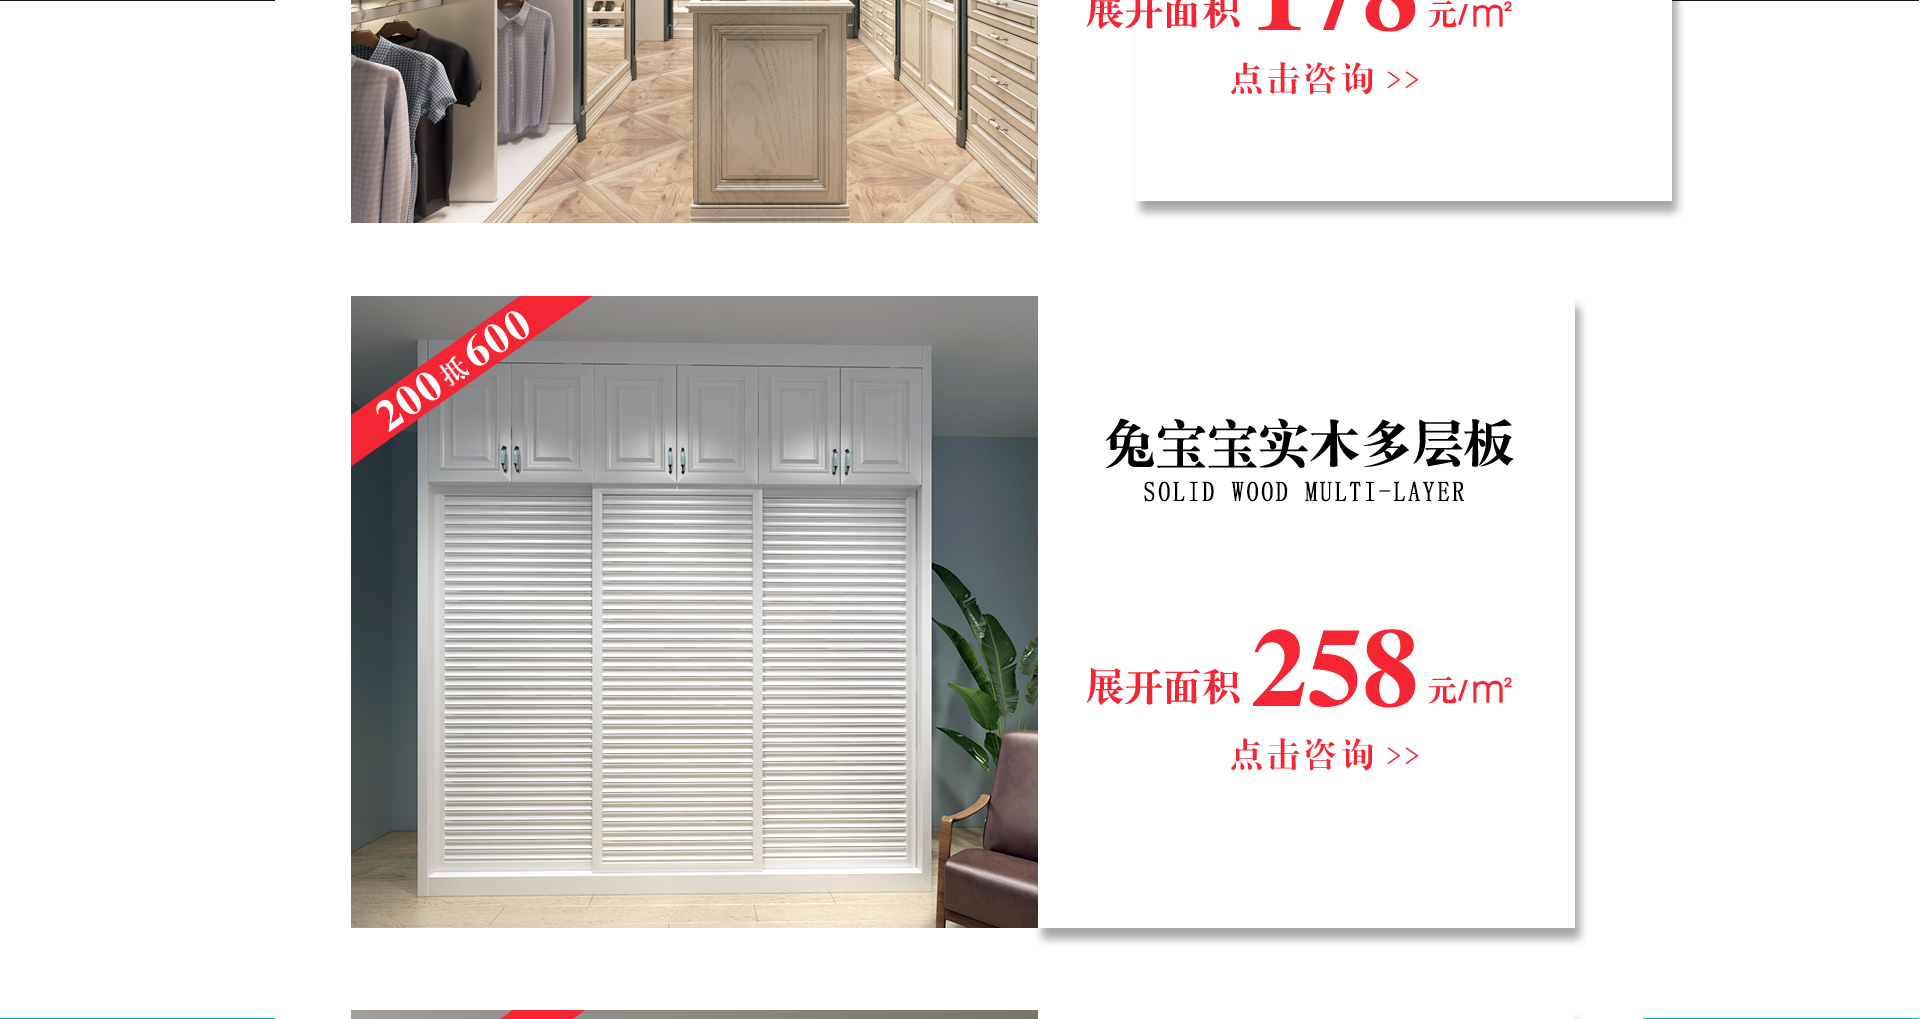 展开面积 178 元/m²
点击咨询 >>
200抵600
兔宝宝实木多层板
SOLID WOOD MULTI-LAYER
展开面积 258 元/m²
点击咨询 >>